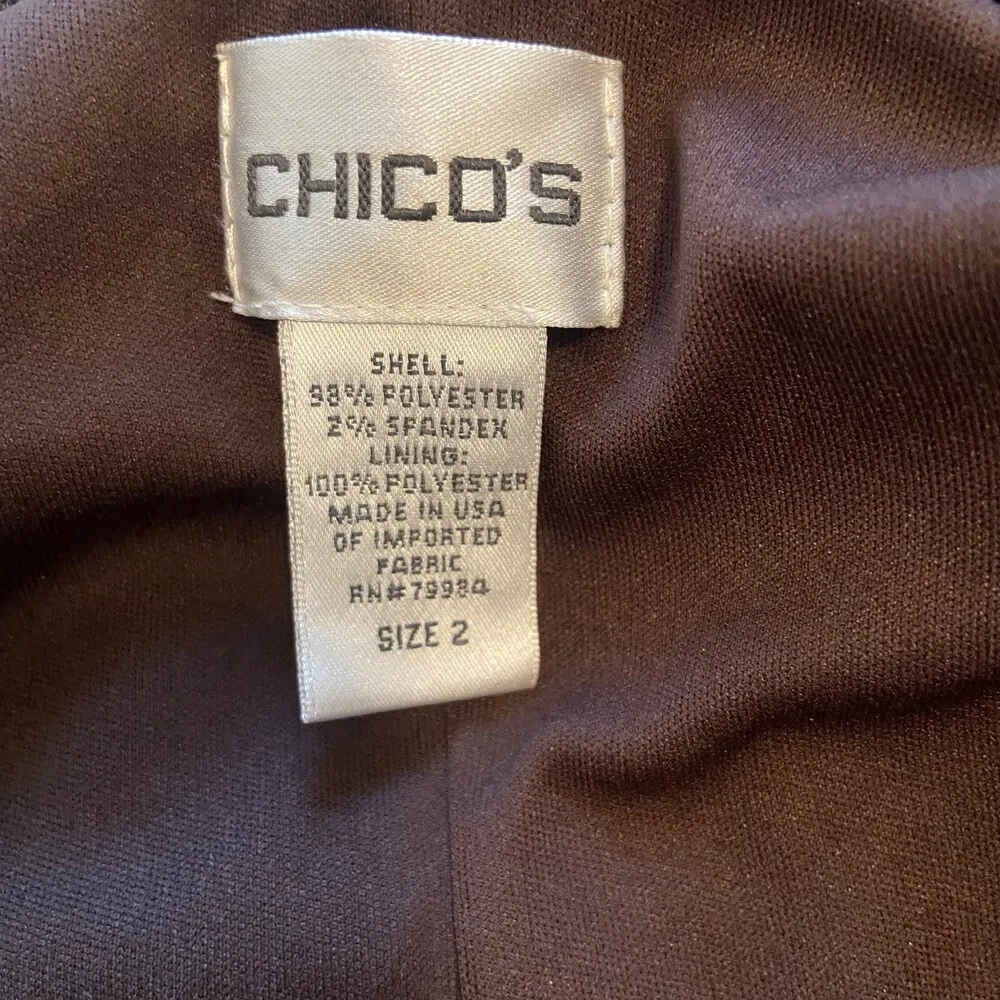 CHICO'S
SHELL:
98% POLYESTER
2% SPANDEX
LINING:
100% POLYESTER
MADE IN USA
OF IMPORTED
FABRIC
RN#79984
SIZE 2